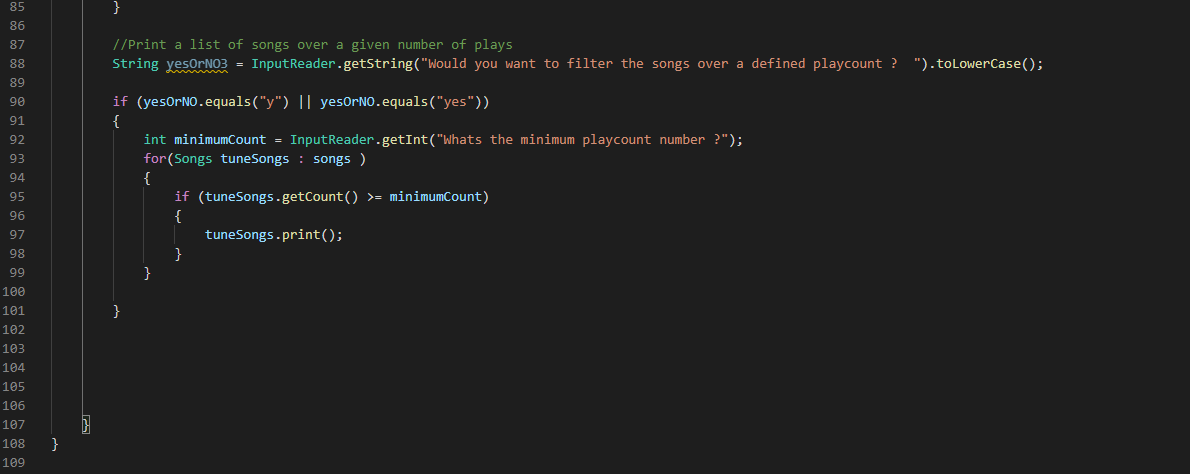 85 }
86
87 //Print a list of songs over a given number of plays
88 String yesOrNO3 = InputReader.getString("Would you want to filter the songs over a defined playcount ?  ").toLowerCase();
89
90 if (yesOrNO.equals("y") || yesOrNO.equals("yes"))
91 {
92 int minimumCount = InputReader.getInt("Whats the minimum playcount number ?");
93 for(Songs tuneSongs : songs )
94 {
95 if (tuneSongs.getCount() >= minimumCount)
96 {
97 tuneSongs.print();
98 }
99 }
100
101 }
102
103
104
105
106
107 }
108 }
109